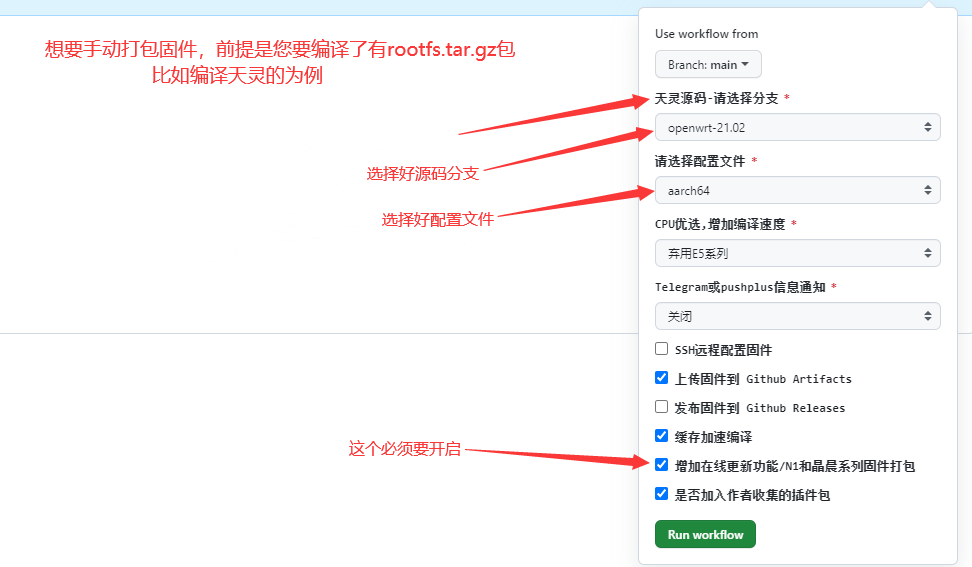 想要手动打包固件，前提是您要编译了有rootfs.tar.gz包
比如编译天灵的为例
选择好源码分支
选择好配置文件
这个必须要开启
Use workflow from
Branch: main
天灵源码-请选择分支 *
openwrt-21.02
请选择配置文件 *
aarch64
CPU优选,增加编译速度 *
弃用E5系列
Telegram或pushplus信息通知 *
关闭
SSH远程配置固件
上传固件到 Github Artifacts
发布固件到 Github Releases
缓存加速编译
增加在线更新功能/N1和晶晨系列固件打包
是否加入作者收集的插件包
Run workflow